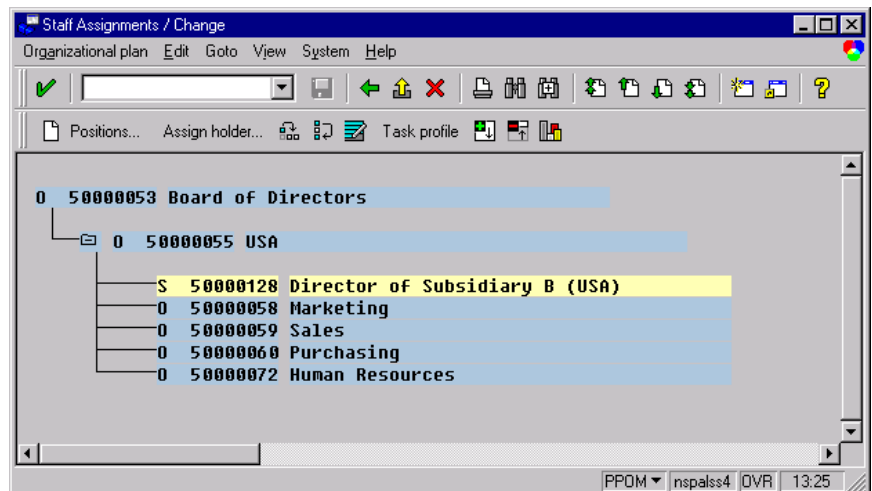 Staff Assignments / Change
Organizational plan Edit Goto View System Help
Positions... Assign holder... Task profile
O 50000053 Board of Directors
O 50000055 USA
S 50000128 Director of Subsidiary B (USA)
O 50000058 Marketing
O 50000059 Sales
O 50000060 Purchasing
O 50000072 Human Resources
PPOM nspalss4 OVR 13:25